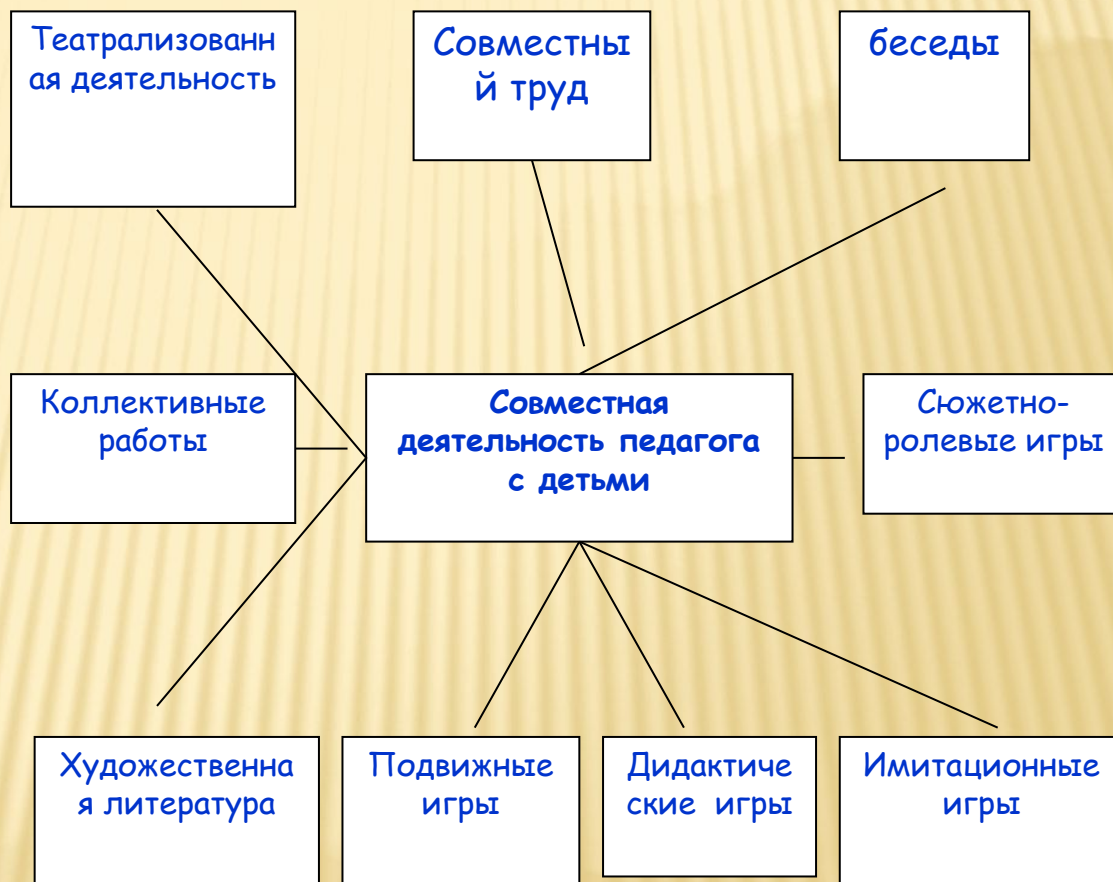 Театрализованн
ая деятельность
Совместны
й труд
беседы
Коллективные
работы
Совместная
деятельность педагога
с детьми
Сюжетно-
ролевые игры
Художественна
я литература
Подвижные
игры
Дидактиче
ские игры
Имитационные
игры